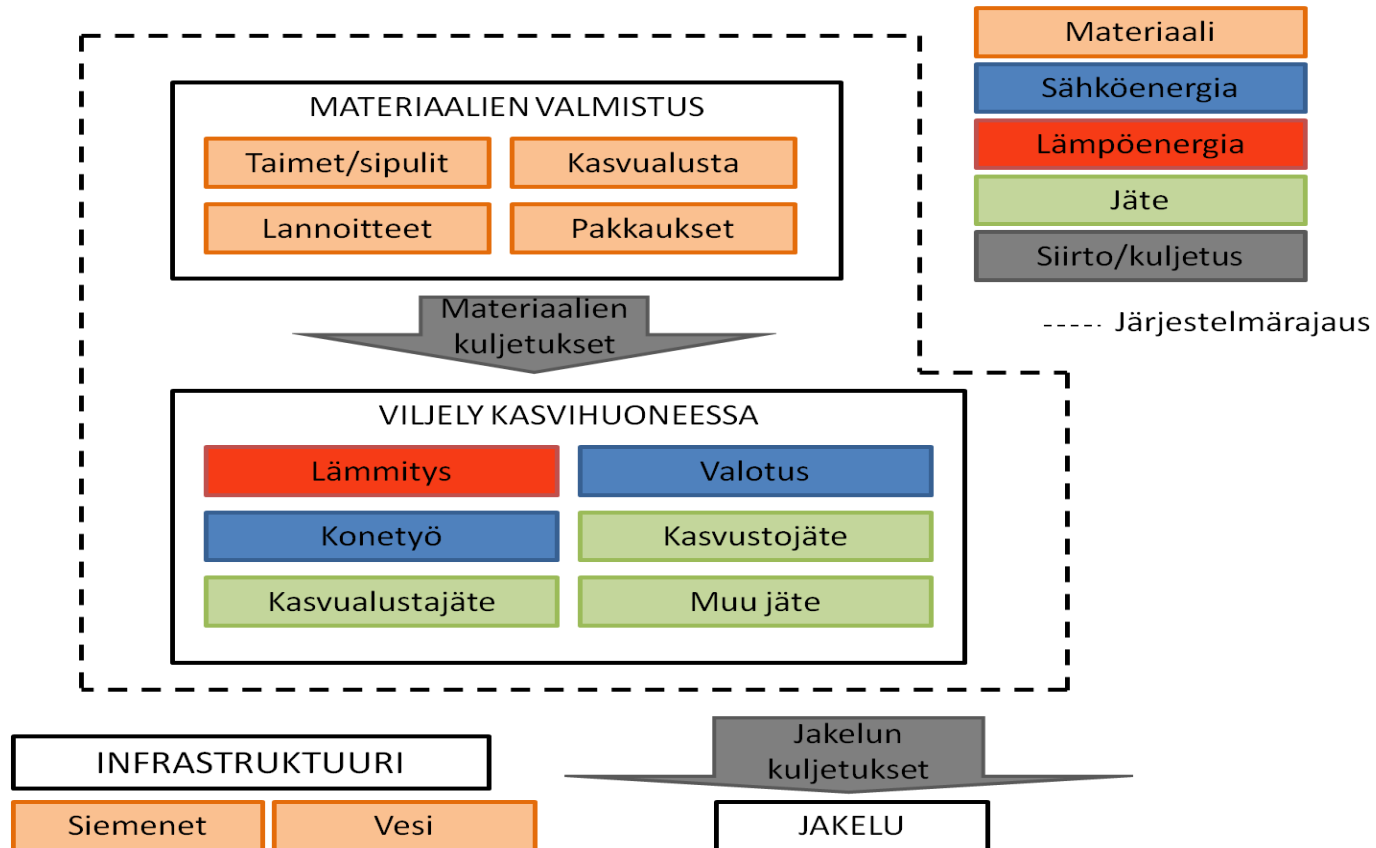 MATERIAALIEN VALMISTUS
Taimet/sipulit
Kasvualusta
Lannoitteet
Pakkaukset
Materiaalien
kuljetukset
VILJELY KASVIHUONEESSA
Lämmitys
Valotus
Konetyö
Kasvustojäte
Kasvualustajäte
Muu jäte
Materiaali
Sähköenergia
Lämpöenergia
Jäte
Siirto/kuljetus
Järjestelmärajaus
INFRASTRUKTUURI
Siemenet
Vesi
Jakelun
kuljetukset
JAKELU